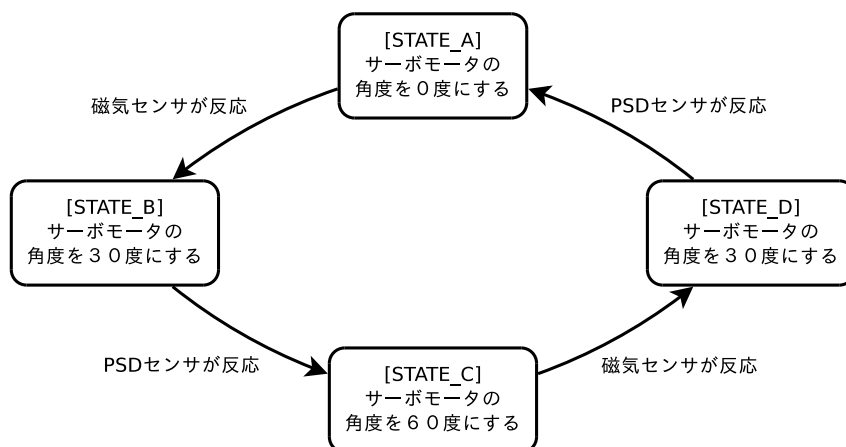 [STATE_A]
サーボモータの
角度を０度にする
磁気センサが反応
PSDセンサが反応
[STATE_B]
サーボモータの
角度を３０度にする
[STATE_D]
サーボモータの
角度を３０度にする
PSDセンサが反応
磁気センサが反応
[STATE_C]
サーボモータの
角度を６０度にする